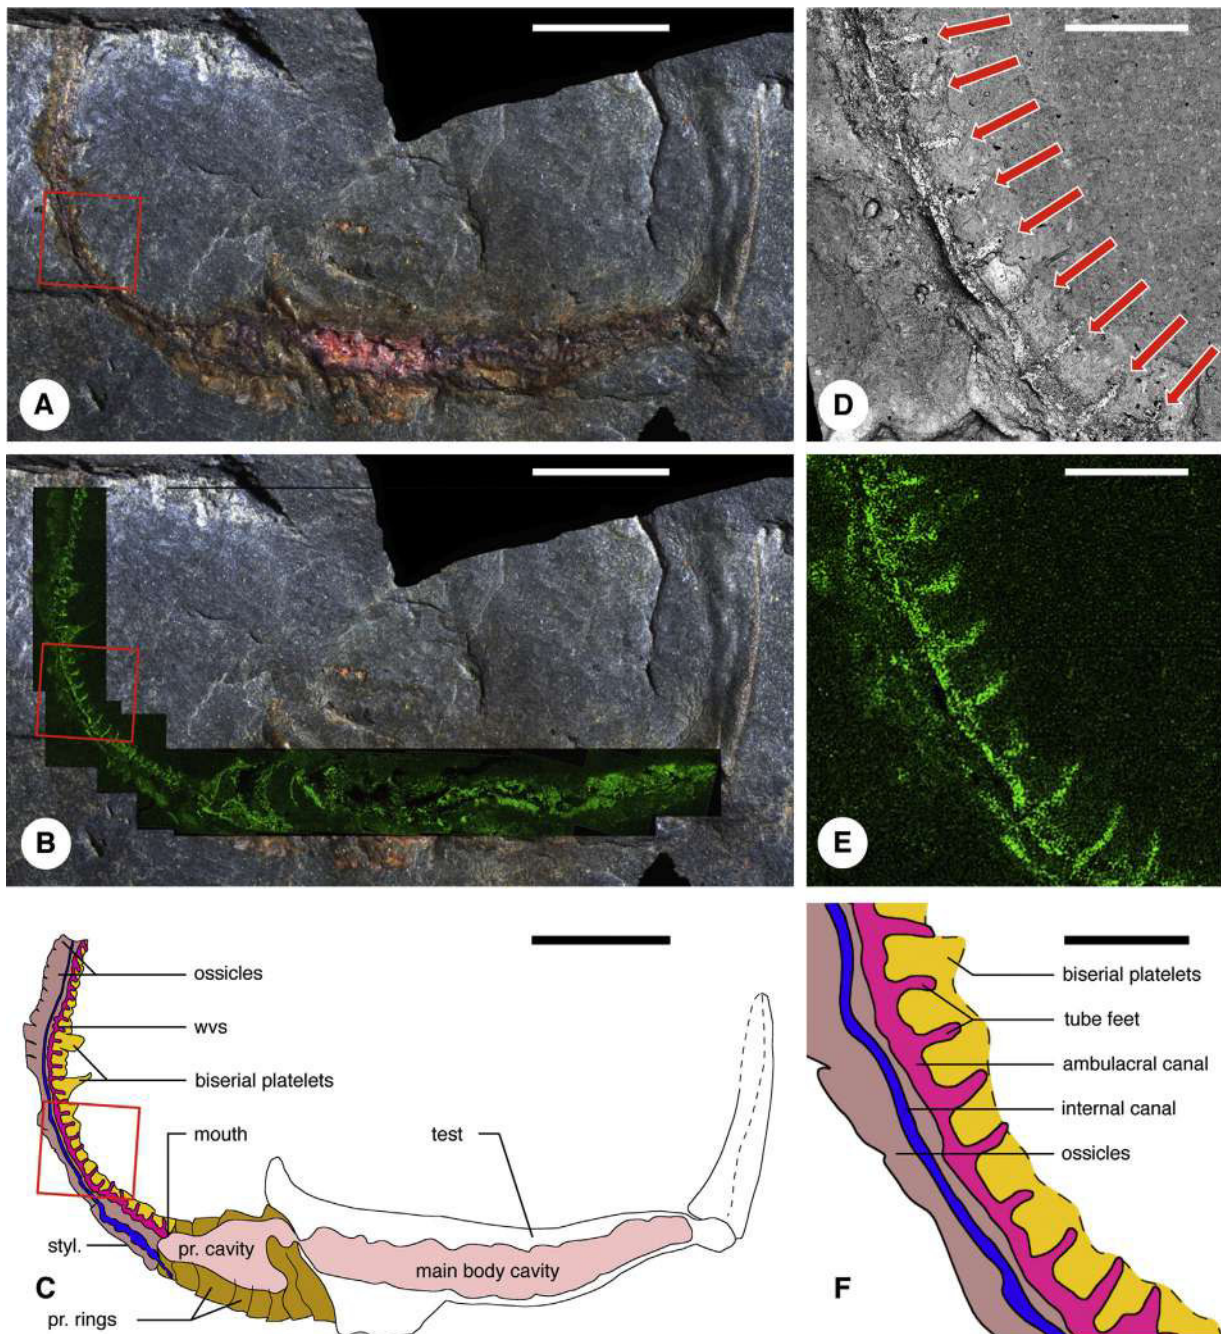 A
D
B
E
ossicles
wvs
biserial platelets
mouth
test
styl.
pr. cavity
main body cavity
C
pr. rings
biserial platelets
tube feet
ambulacral canal
internal canal
ossicles
F